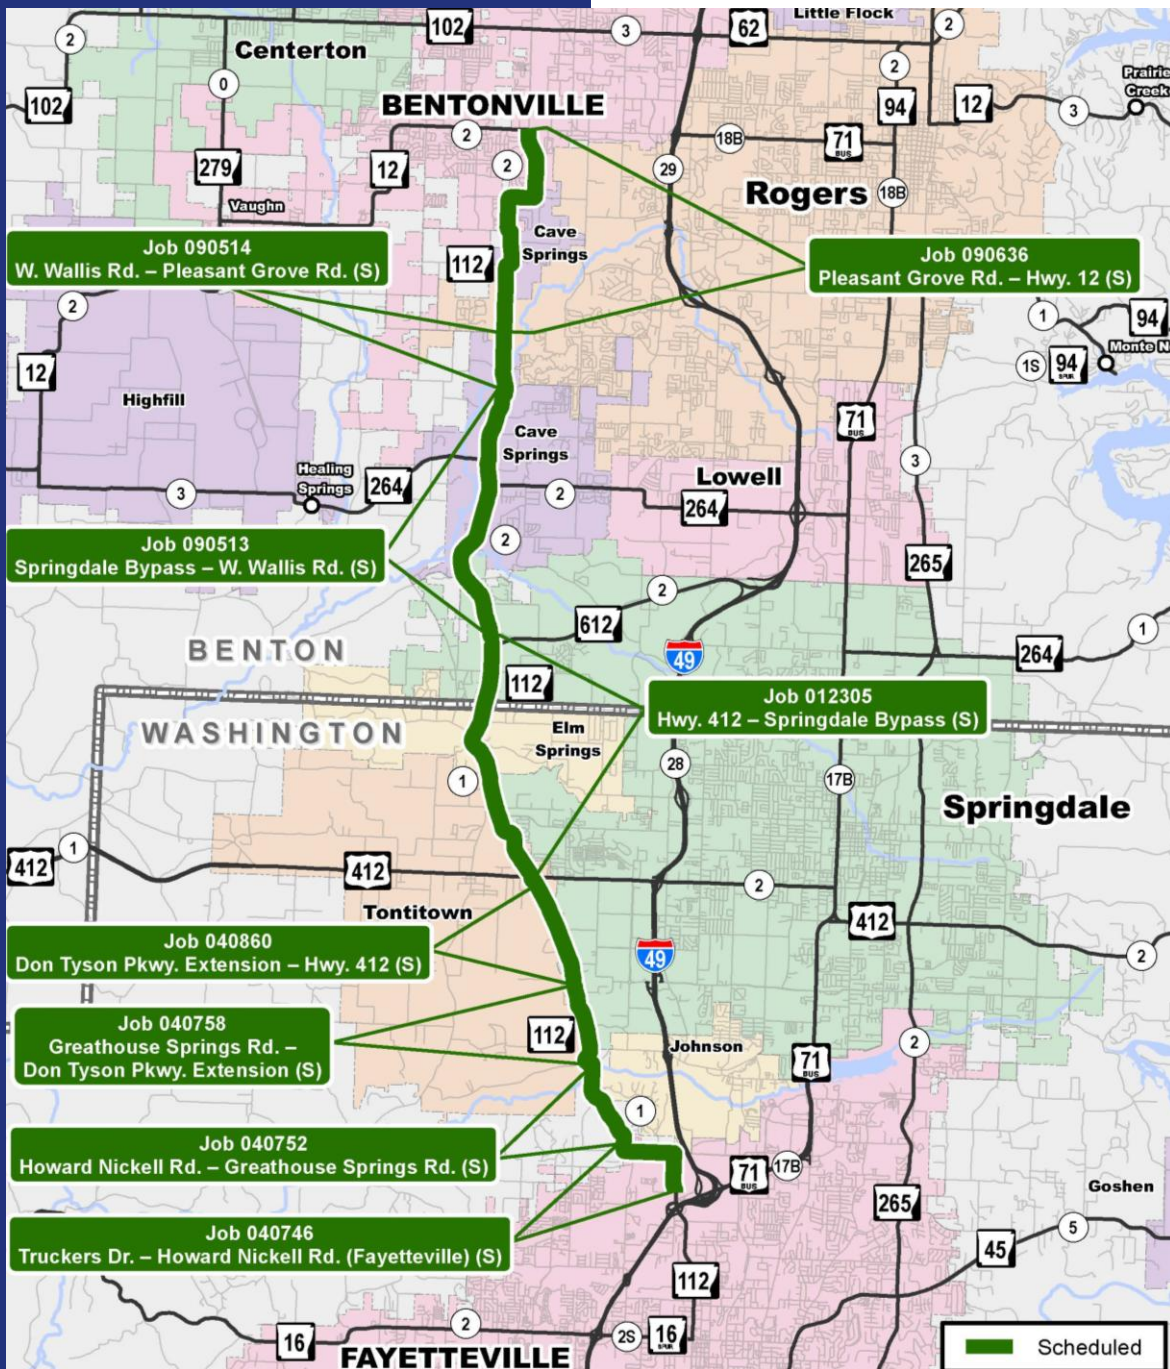 Little Flock
2
102
3
62
2
Centerton
2
Prairie
Creek
0
94
12
3
102
BENTONVILLE
2
18B
71
BUS
279
12
2
29
Rogers
18B
Vaughn
Cave
Springs
Job 090514
W. Wallis Rd. – Pleasant Grove Rd. (S)
112
Job 090636
Pleasant Grove Rd. – Hwy. 12 (S)
2
1
94
12
Monte N
1S
94
SPUR
Highfill
71
BUS
Cave
Springs
Healing
Springs
264
3
Lowell
3
2
264
2
Job 090513
Springdale Bypass – W. Wallis Rd. (S)
265
2
612
1
BENTON
49
264
112
Job 012305
Hwy. 412 – Springdale Bypass (S)
WASHINGTON
Elm
Springs
1
28
17B
Springdale
1
412
412
2
Tontitown
412
Job 040860
Don Tyson Pkwy. Extension – Hwy. 412 (S)
49
2
Job 040758
Greathouse Springs Rd. –
Don Tyson Pkwy. Extension (S)
112
Johnson
2
71
BUS
1
Job 040752
Howard Nickell Rd. – Greathouse Springs Rd. (S)
71
BUS
17B
Goshen
265
Job 040746
Truckers Dr. – Howard Nickell Rd. (Fayetteville) (S)
5
45
112
2
16
2S
16
SPUR
FAYETTEVILLE
Scheduled